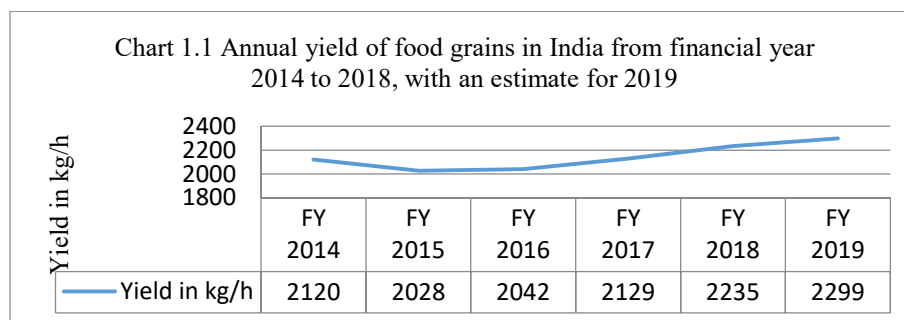 Chart 1.1 Annual yield of food grains in India from financial year
2014 to 2018, with an estimate for 2019
Yield in kg/h
2400
2200
2000
1800
FY 2014 FY 2015 FY 2016 FY 2017 FY 2018 FY 2019
Yield in kg/h 2120 2028 2042 2129 2235 2299